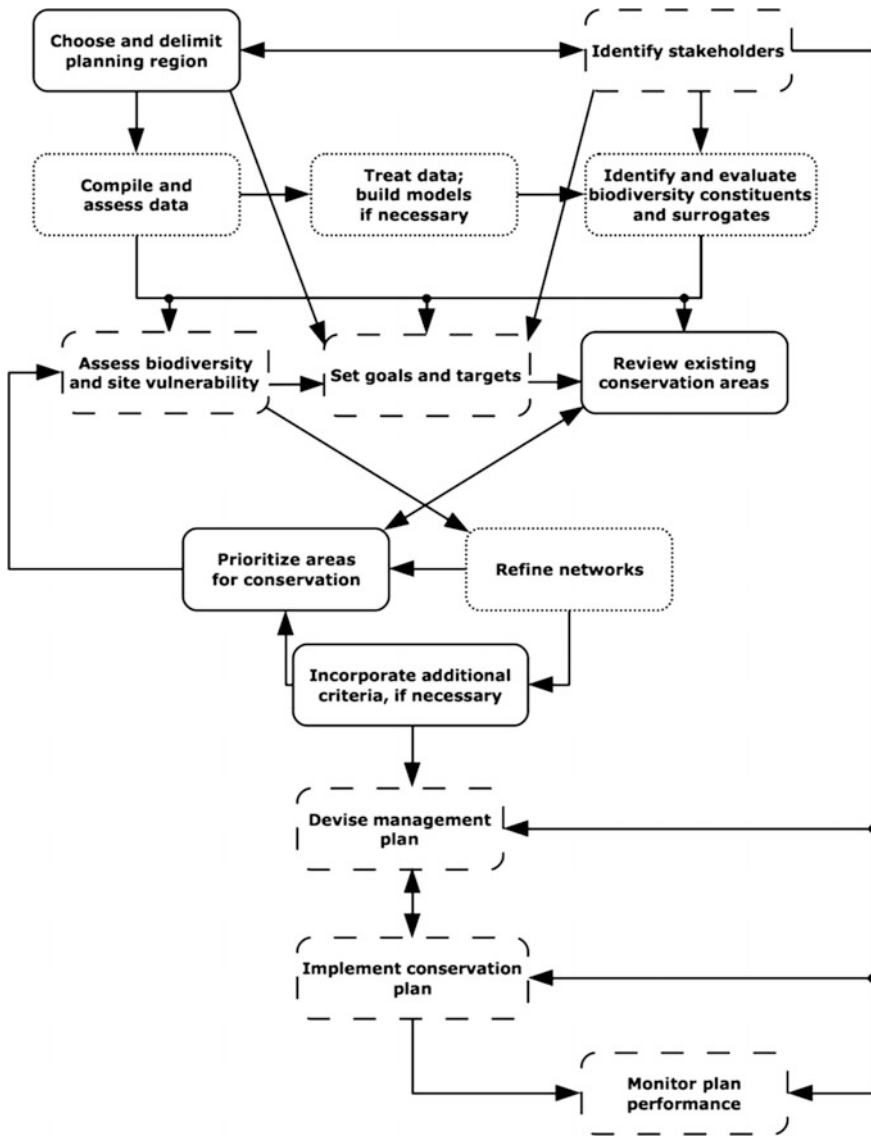 Choose and delimit
planning region
Identify stakeholders
Compile and
assess data
Treat data;
build models
if necessary
Identify and evaluate
biodiversity constituents
and surrogates
Assess biodiversity
and site vulnerability
Set goals and targets
Review existing
conservation areas
Prioritize areas
for conservation
Refine networks
Incorporate additional
criteria, if necessary
Devise management
plan
Implement conservation
plan
Monitor plan
performance